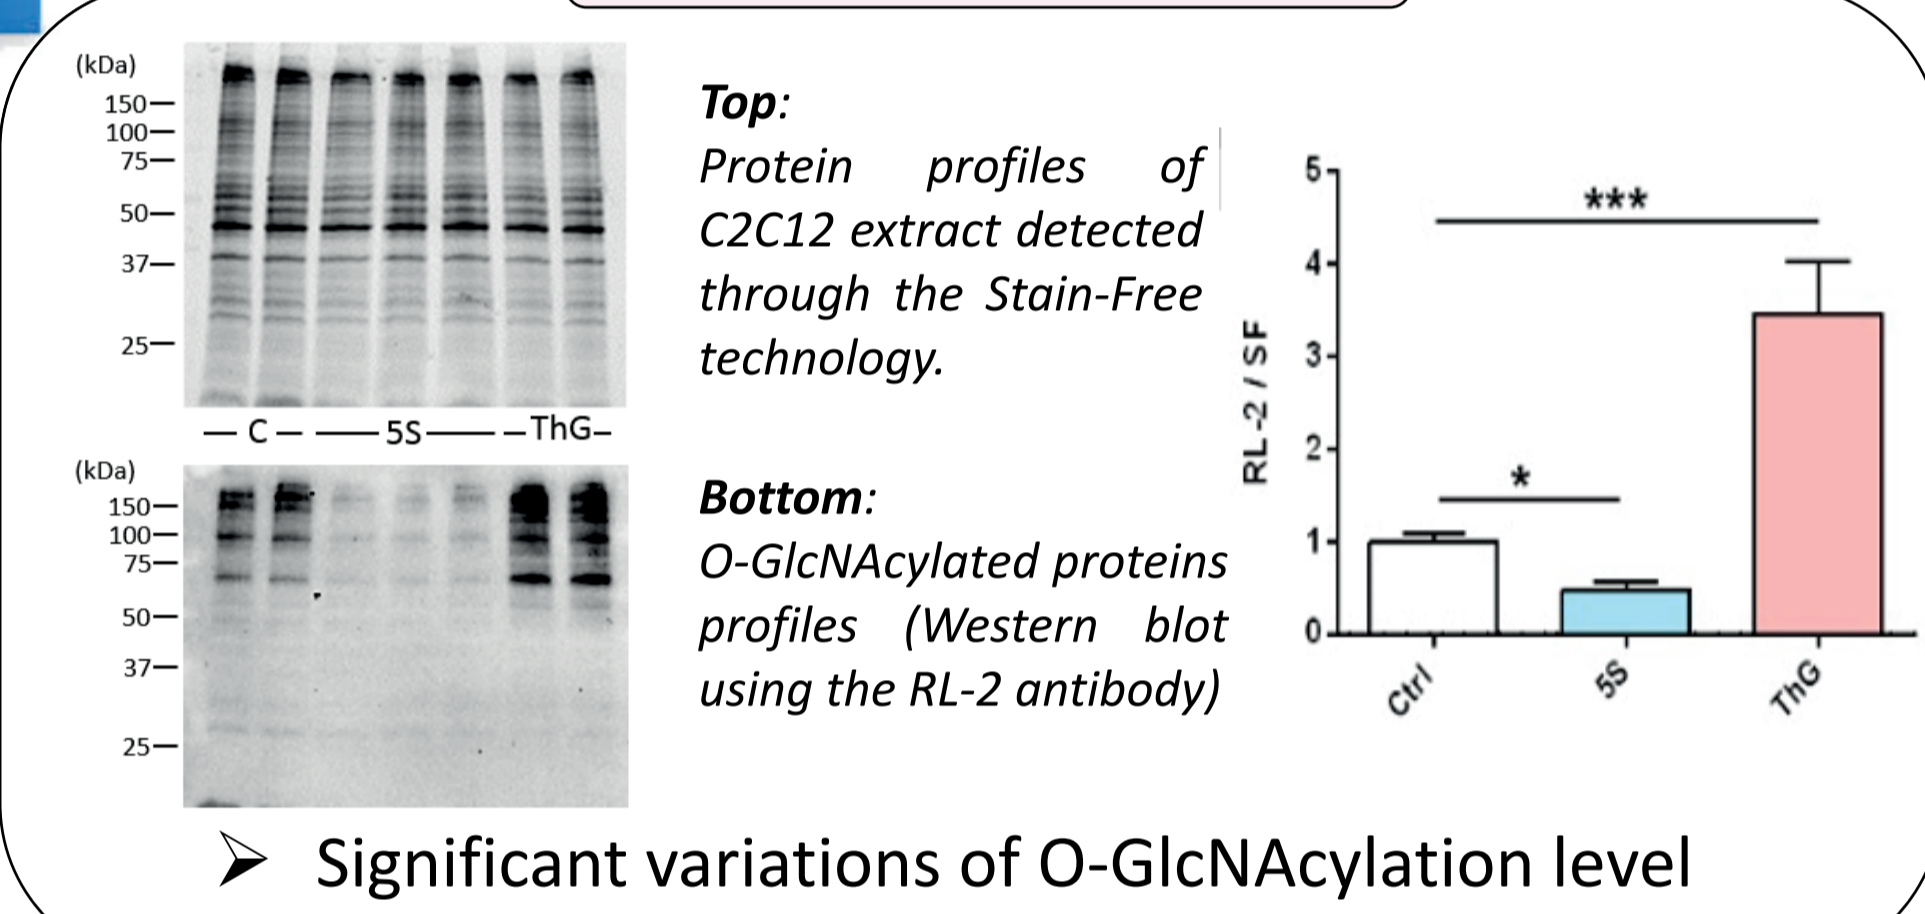 (kDa)
150
100
75
50
37
25
C 5S ThG
(kDa)
150
100
75
50
37
25
Top:
Protein profiles of
C2C12 extract detected
through the Stain-Free
technology.
Bottom:
O-GlcNAcylated proteins
profiles (Western blot
using the RL-2 antibody)
RL-2 / SF
5
4
3
2
1
0
***
*
Ctrl
5S
ThG
➢ Significant variations of O-GlcNAcylation level